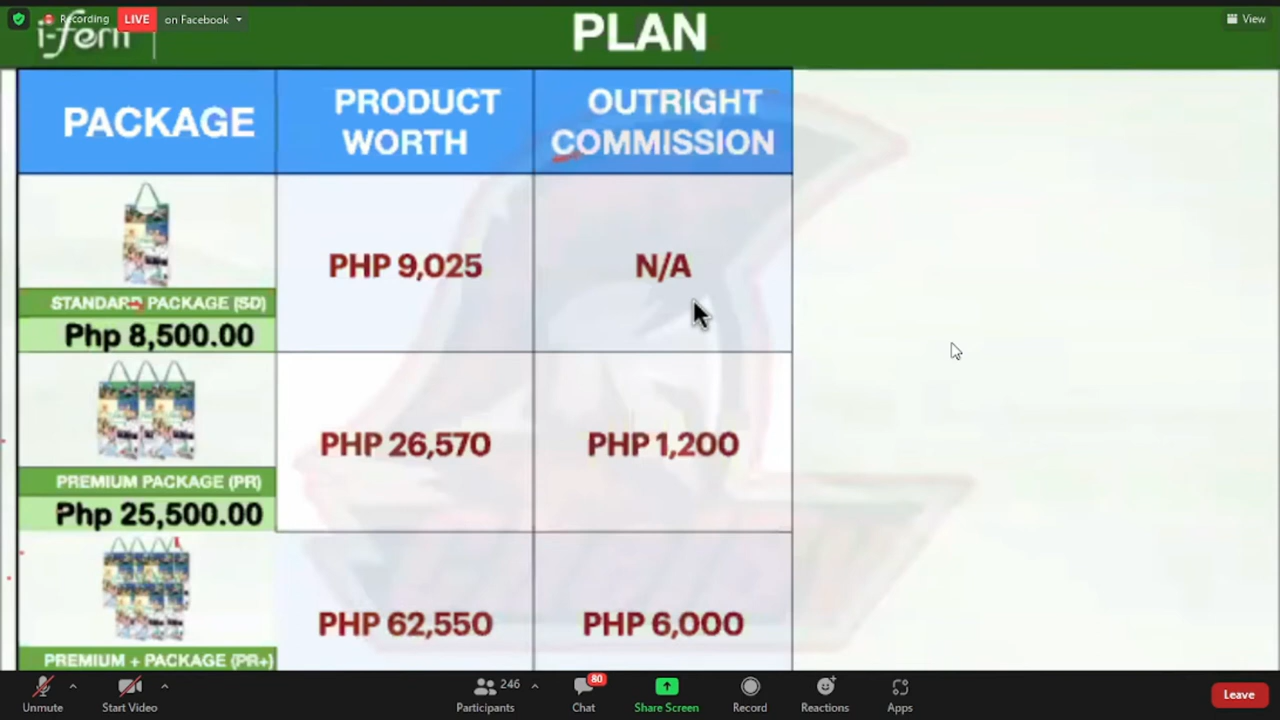 Recording
LIVE
on Facebook
View
i-fern
PLAN
PACKAGE
PRODUCT
WORTH
OUTRIGHT
COMMISSION
PHP 9,025
N/A
STANDARD PACKAGE (SD)
Php 8,500.00
PHP 26,570
PHP 1,200
PREMIUM PACKAGE (PR)
Php 25,500.00
PHP 62,550
PHP 6,000
PREMIUM + PACKAGE (PR+)
246
80
Unmute
Start Video
Participants
Chat
Share Screen
Record
Reactions
Apps
Leave